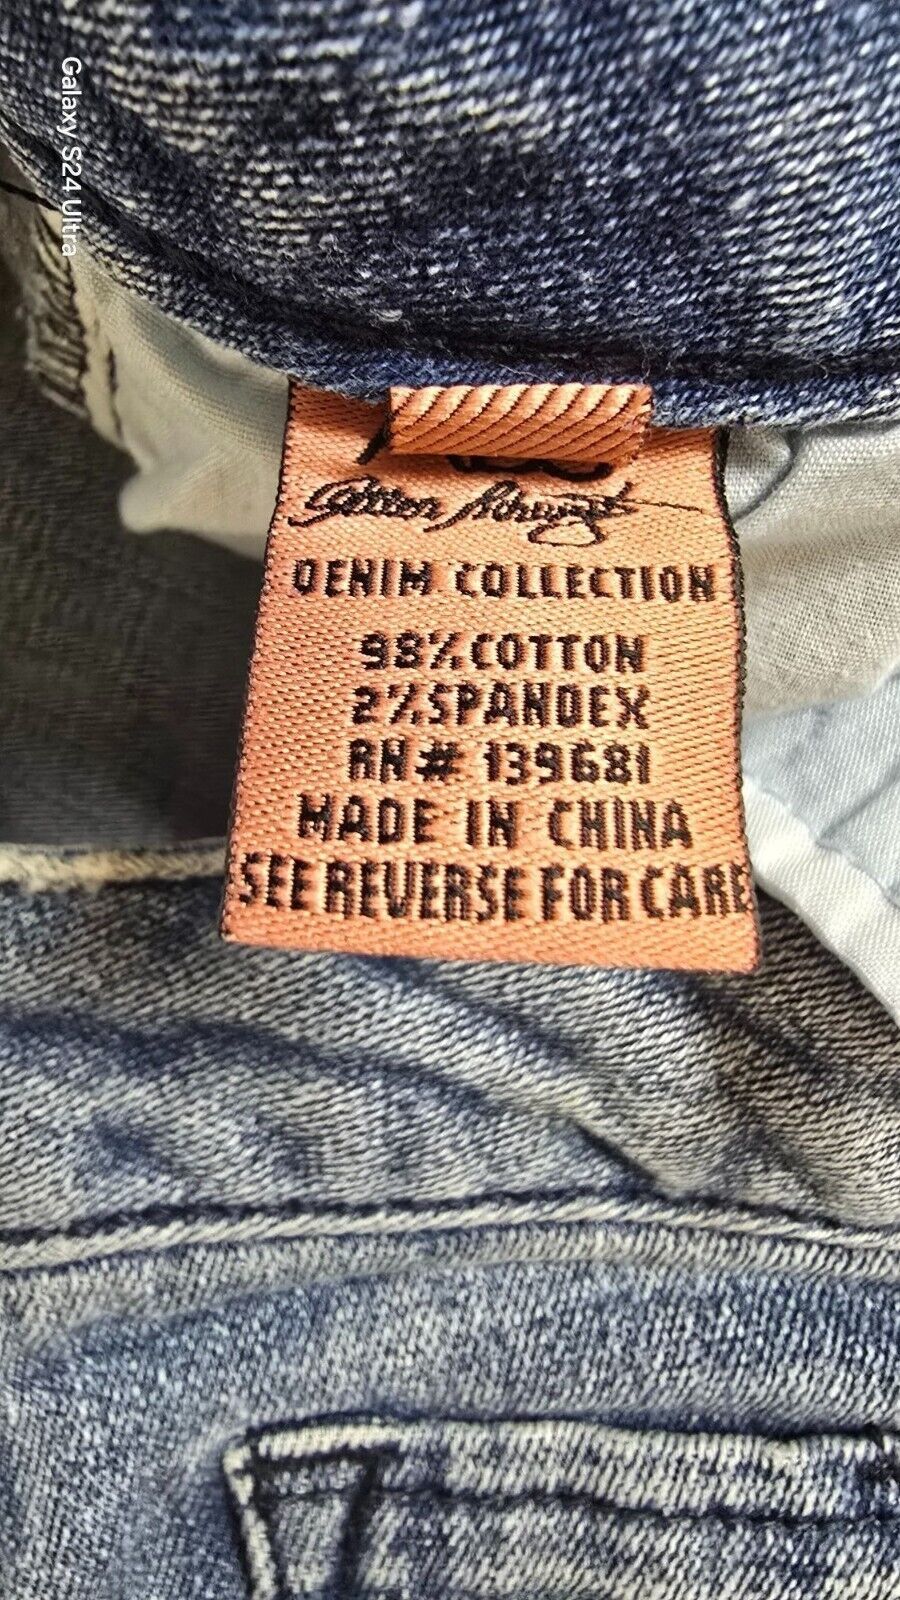 Galaxy S24 Ultra
DENIM COLLECTION
98% COTTON
2% SPANDEX
RN# 139681
MADE IN CHINA
SEE REVERSE FOR CARE